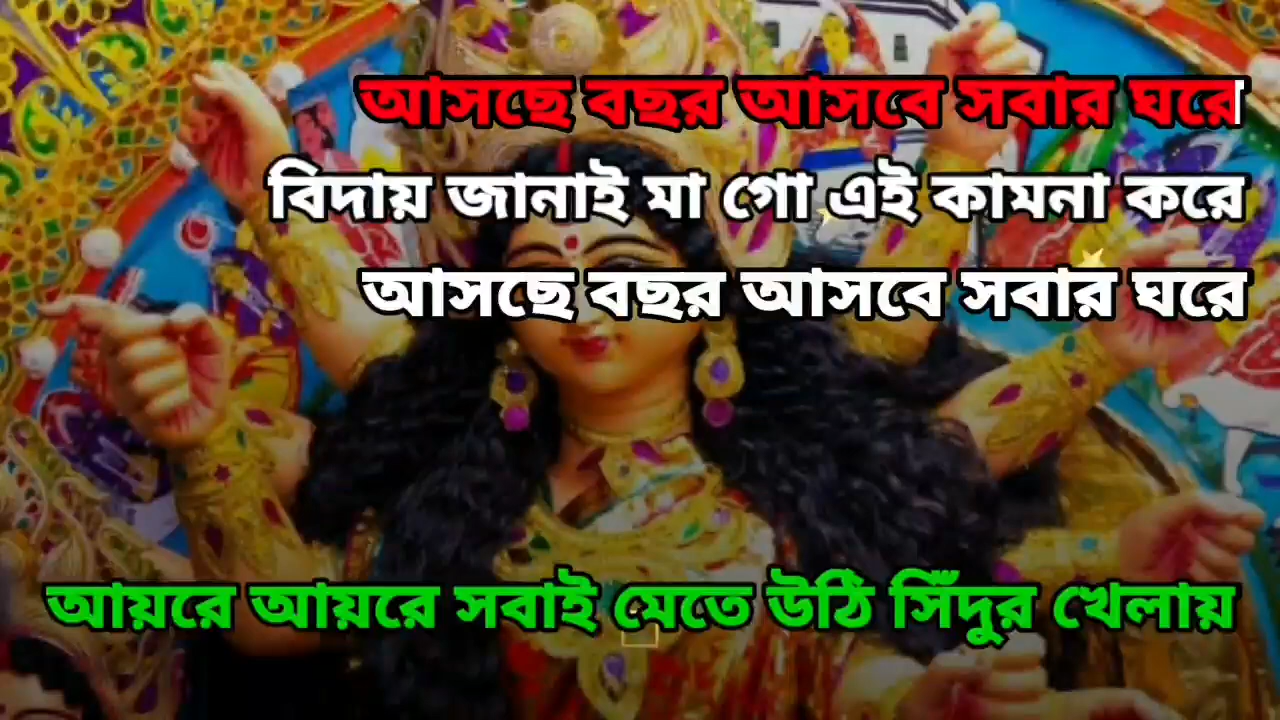 আসছে বছর আসবে সবার ঘরে
বিদায় জানাই মা গো এই কামনা করে
আসছে বছর আসবে সবার ঘরে
আয়রে আয়রে সবাই মেতে উঠি সিঁদুর খেলায়